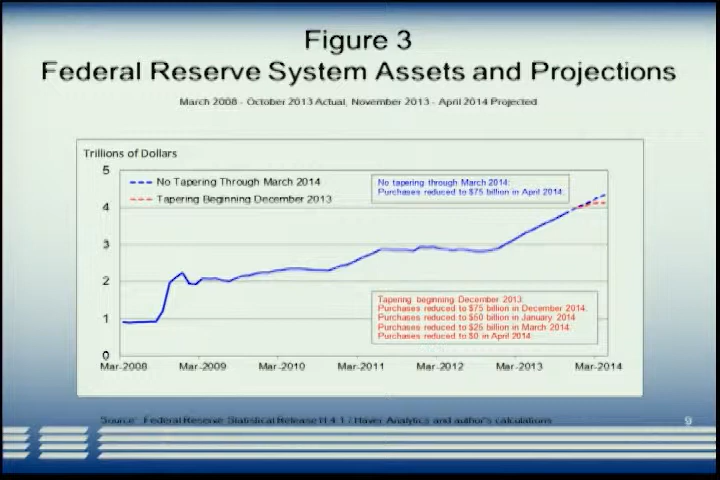 Figure 3
Federal Reserve System Assets and Projections
March 2008 - October 2013 Actual, November 2013 - April 2014 Projected
Trillions of Dollars
5
No Tapering Through March 2014
Tapering Beginning December 2013
No tapering through March 2014:
Purchases reduced to $75 billion in April 2014.
4
3
2
1
0
Tapering beginning December 2013:
Purchases reduced to $75 billion in December 2014.
Purchases reduced to $50 billion in January 2014
Purchases reduced to $25 billion in March 2014.
Purchases reduced to $0 in April 2014.
Mar-2008 Mar-2009 Mar-2010 Mar-2011 Mar-2012 Mar-2013 Mar-2014
Source: Federal Reserve Statistical Release H.4.1 / Haver Analytics and author's calculations
9